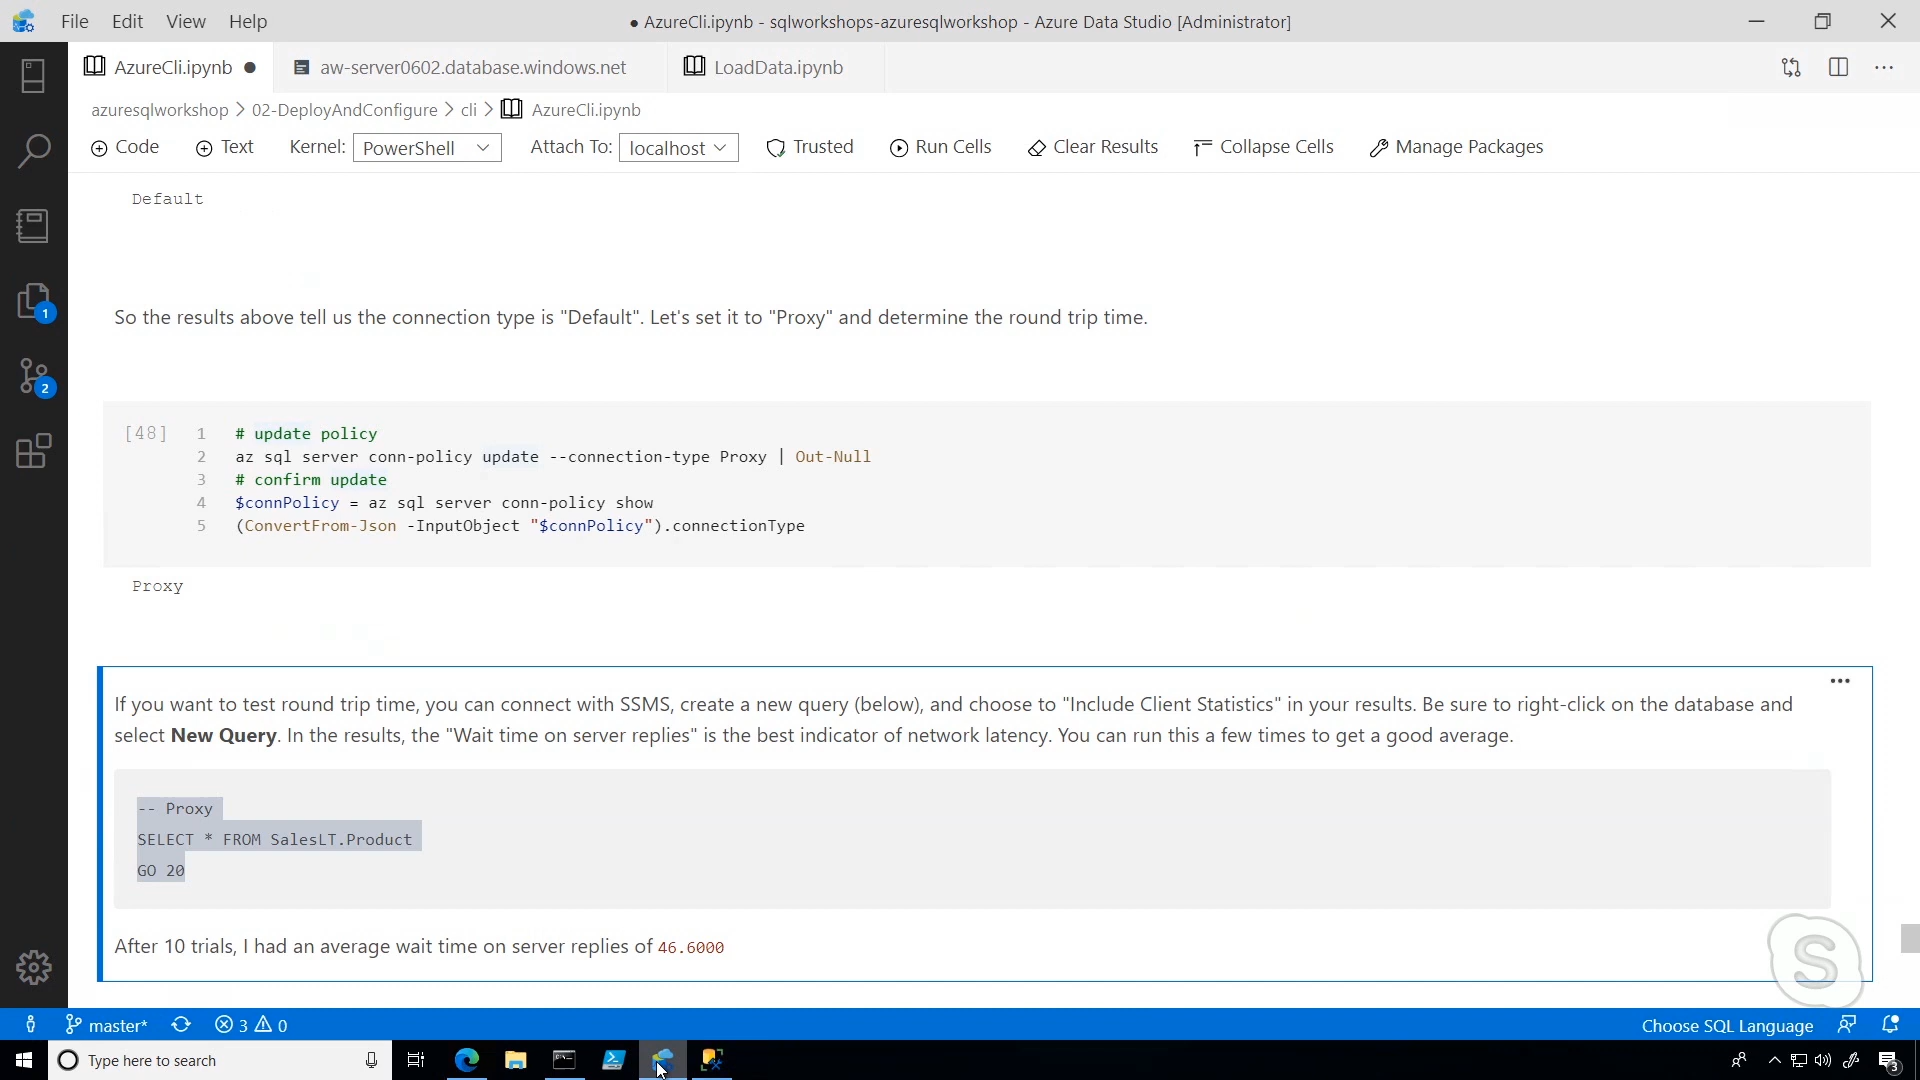 File Edit View Help
● AzureCli.ipynb - sqlworkshops-azuresqlworkshop - Azure Data Studio [Administrator]
AzureCli.ipynb ● aw-server0602.database.windows.net LoadData.ipynb
azuresqlworkshop > 02-DeployAndConfigure > cli > AzureCli.ipynb
Code Text Kernel: PowerShell Attach To: localhost Trusted Run Cells Clear Results Collapse Cells Manage Packages
Default
So the results above tell us the connection type is "Default". Let's set it to "Proxy" and determine the round trip time.
[48] 1 # update policy
2 az sql server conn-policy update --connection-type Proxy | Out-Null
3 # confirm update
4 $connPolicy = az sql server conn-policy show
5 (ConvertFrom-Json -InputObject "$connPolicy").connectionType
Proxy
If you want to test round trip time, you can connect with SSMS, create a new query (below), and choose to "Include Client Statistics" in your results. Be sure to right-click on the database and
select New Query. In the results, the "Wait time on server replies" is the best indicator of network latency. You can run this a few times to get a good average.
-- Proxy
SELECT * FROM SalesLT.Product
GO 20
After 10 trials, I had an average wait time on server replies of 46.6000
1
2
S
master* 3 0 Choose SQL Language
Type here to search 3